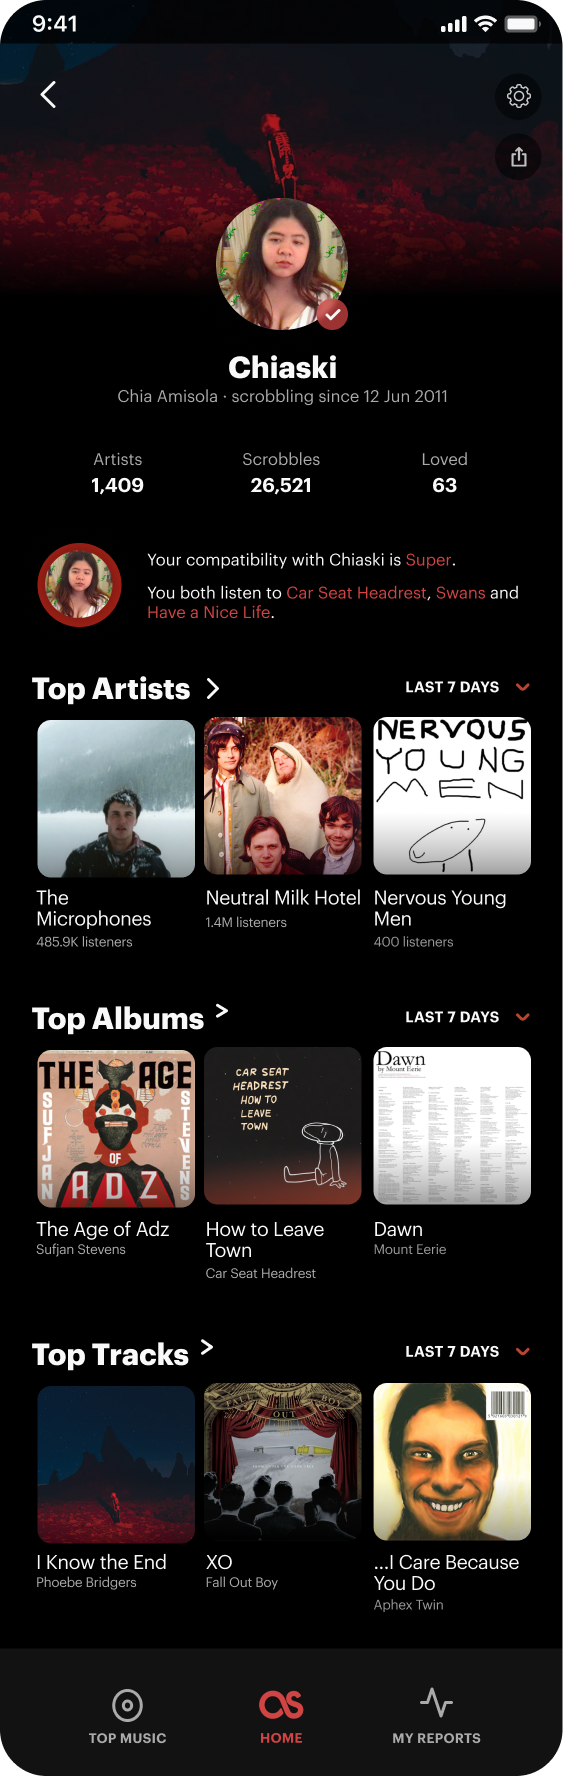 9:41
Chiaski
Chia Amisola · scrobbling since 12 Jun 2011
Artists
1,409
Scrobbles
26,521
Loved
63
Your compatibility with Chiaski is Super.
You both listen to Car Seat Headrest, Swans and
Have a Nice Life.
Top Artists
LAST 7 DAYS
NERVOUS
YOUNG
MEN
The
Microphones
485.9K listeners
Neutral Milk Hotel
1.4M listeners
Nervous Young
Men
400 listeners
Top Albums
LAST 7 DAYS
THE AGE
SUFJAN
STEVENS
OF
ADZ
CAR SEAT
HEADREST
HOW TO
LEAVE
TOWN
Dawn
by Mount Eerie
The Age of Adz
Sufjan Stevens
How to Leave
Town
Car Seat Headrest
Dawn
Mount Eerie
Top Tracks
LAST 7 DAYS
FALL OUT BOY
I Know the End
Phoebe Bridgers
XO
Fall Out Boy
...I Care Because
You Do
Aphex Twin
TOP MUSIC
HOME
MY REPORTS